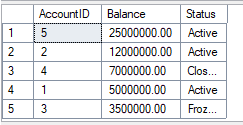 AccountID Balance Status
1 5 25000000.00 Active
2 2 12000000.00 Active
3 4 7000000.00 Clos...
4 1 5000000.00 Active
5 3 3500000.00 Froz...